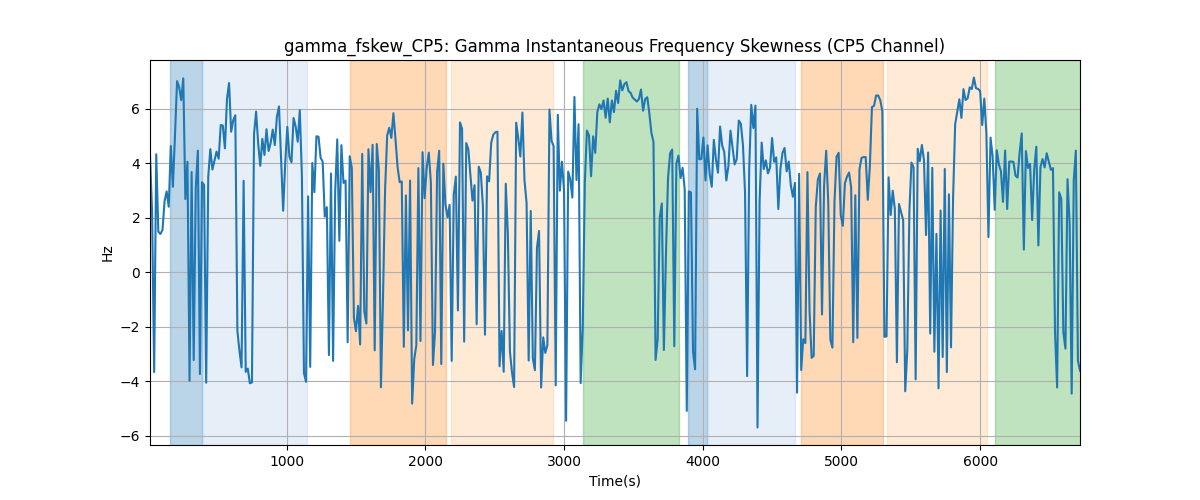 gamma_fskew_CP5: Gamma Instantaneous Frequency Skewness (CP5 Channel)
6
4
2
0
−2
−4
−6
Hz
1000 2000 3000 4000 5000 6000
Time(s)